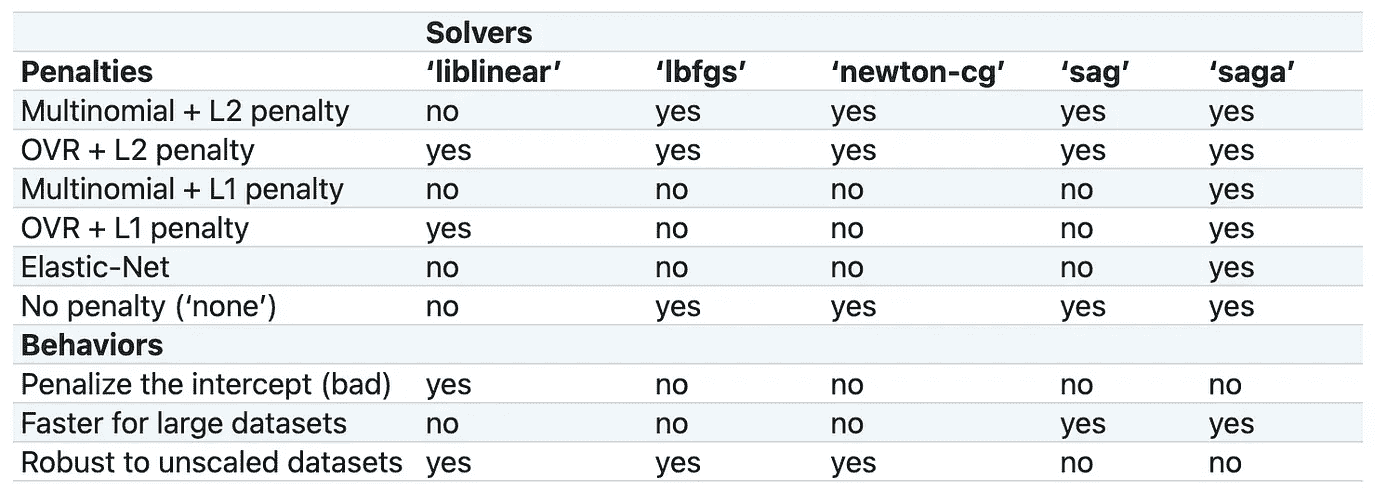 Solvers
Penalties ‘liblinear’ ‘lbfgs’ ‘newton-cg’ ‘sag’ ‘saga’
Multinomial + L2 penalty no yes yes yes yes
OVR + L2 penalty yes yes yes yes yes
Multinomial + L1 penalty no no no no yes
OVR + L1 penalty yes no no no yes
Elastic-Net no no no no yes
No penalty (‘none’) no yes yes yes yes
Behaviors
Penalize the intercept (bad) yes no no no no
Faster for large datasets no no no yes yes
Robust to unscaled datasets yes yes yes no no